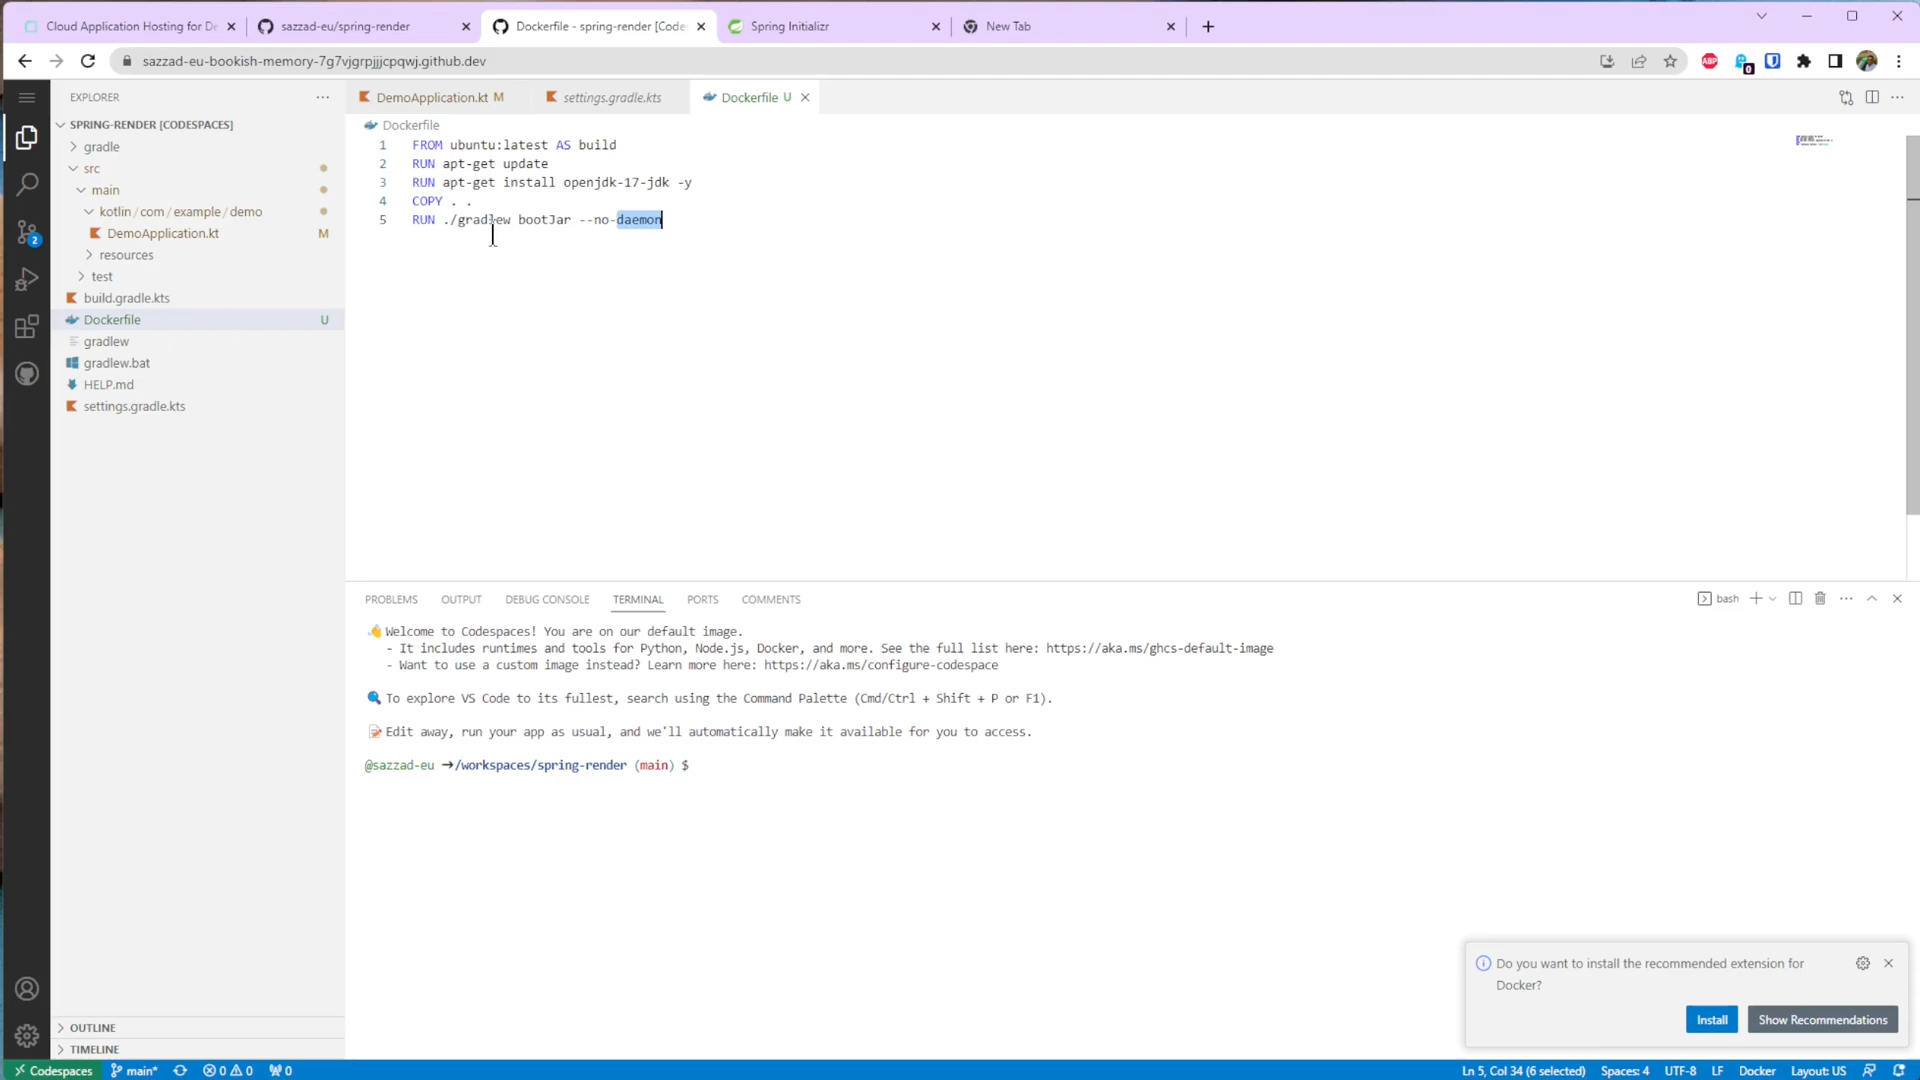 Cloud Application Hosting for De
sazzad-eu/spring-render
Dockerfile - spring-render [Code
Spring Initializr
New Tab
sazzad-eu-bookish-memory-7g7vjgrpjjjcpqwj.github.dev
ABP
0
EXPLORER
DemoApplication.kt M
settings.gradle.kts
Dockerfile U
SPRING-RENDER [CODESPACES]
gradle
src
main
kotlin / com / example / demo
DemoApplication.kt M
resources
test
build.gradle.kts
Dockerfile U
gradlew
gradlew.bat
HELP.md
settings.gradle.kts
2
OUTLINE
TIMELINE
Dockerfile
1 FROM ubuntu:latest AS build
2 RUN apt-get update
3 RUN apt-get install openjdk-17-jdk -y
4 COPY . .
5 RUN ./gradlew bootJar --no-daemon
PROBLEMS OUTPUT DEBUG CONSOLE TERMINAL PORTS COMMENTS
bash
Welcome to Codespaces! You are on our default image.
- It includes runtimes and tools for Python, Node.js, Docker, and more. See the full list here: https://aka.ms/ghcs-default-image
- Want to use a custom image instead? Learn more here: https://aka.ms/configure-codespace
To explore VS Code to its fullest, search using the Command Palette (Cmd/Ctrl + Shift + P or F1).
Edit away, run your app as usual, and we'll automatically make it available for you to access.
@sazzad-eu →/workspaces/spring-render (main) $
Do you want to install the recommended extension for
Docker?
Install
Show Recommendations
Codespaces main* 0 0 0
Ln 5, Col 34 (6 selected) Spaces: 4 UTF-8 LF Docker Layout: US